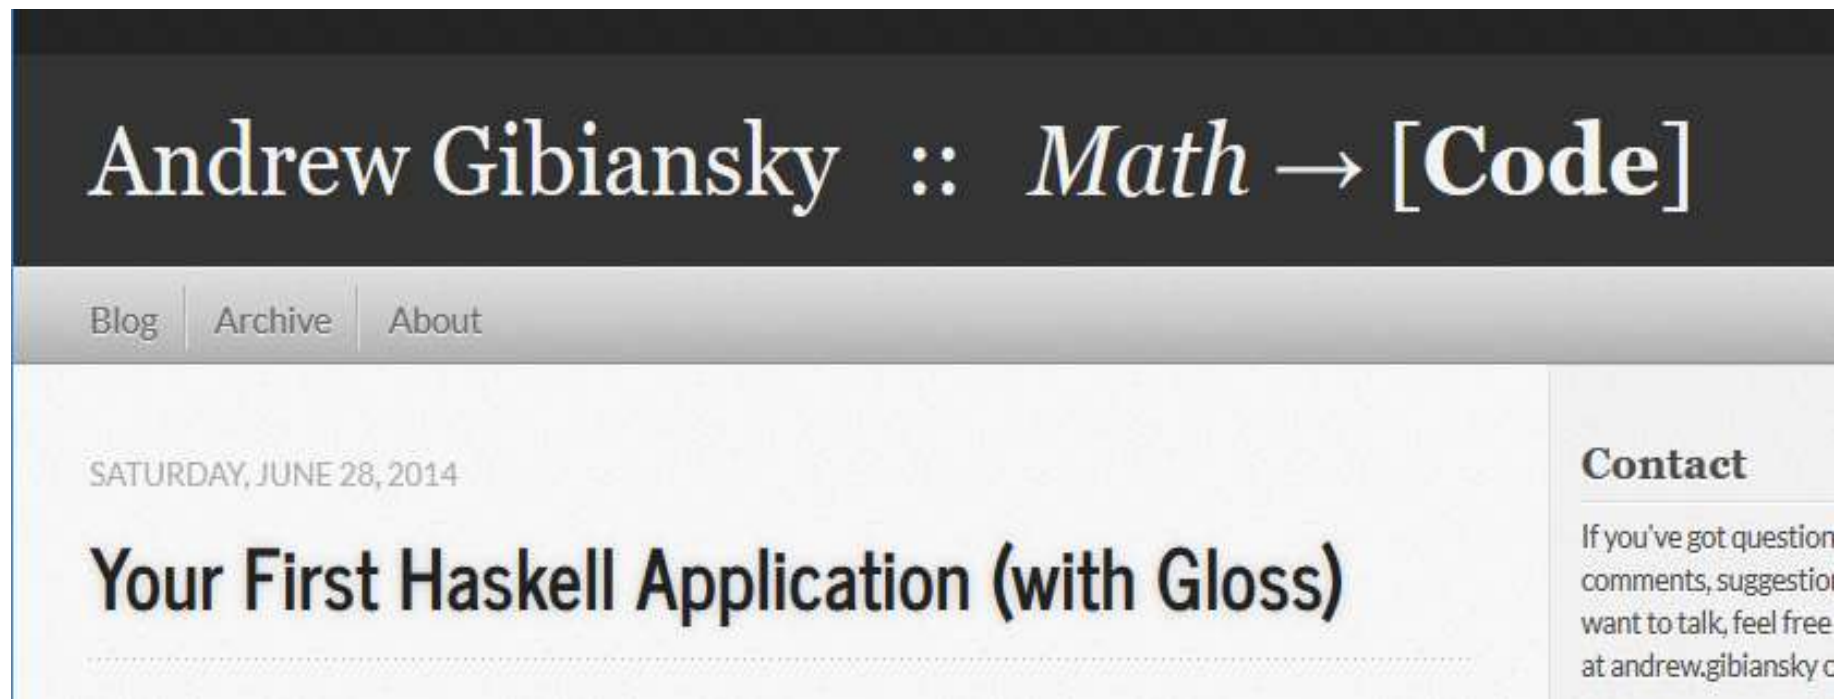 Andrew Gibiansky :: Math → [Code]
Blog Archive About
SATURDAY, JUNE 28, 2014
Your First Haskell Application (with Gloss)
Contact
If you've got question
comments, suggestion
want to talk, feel free
at andrew.gibiansky